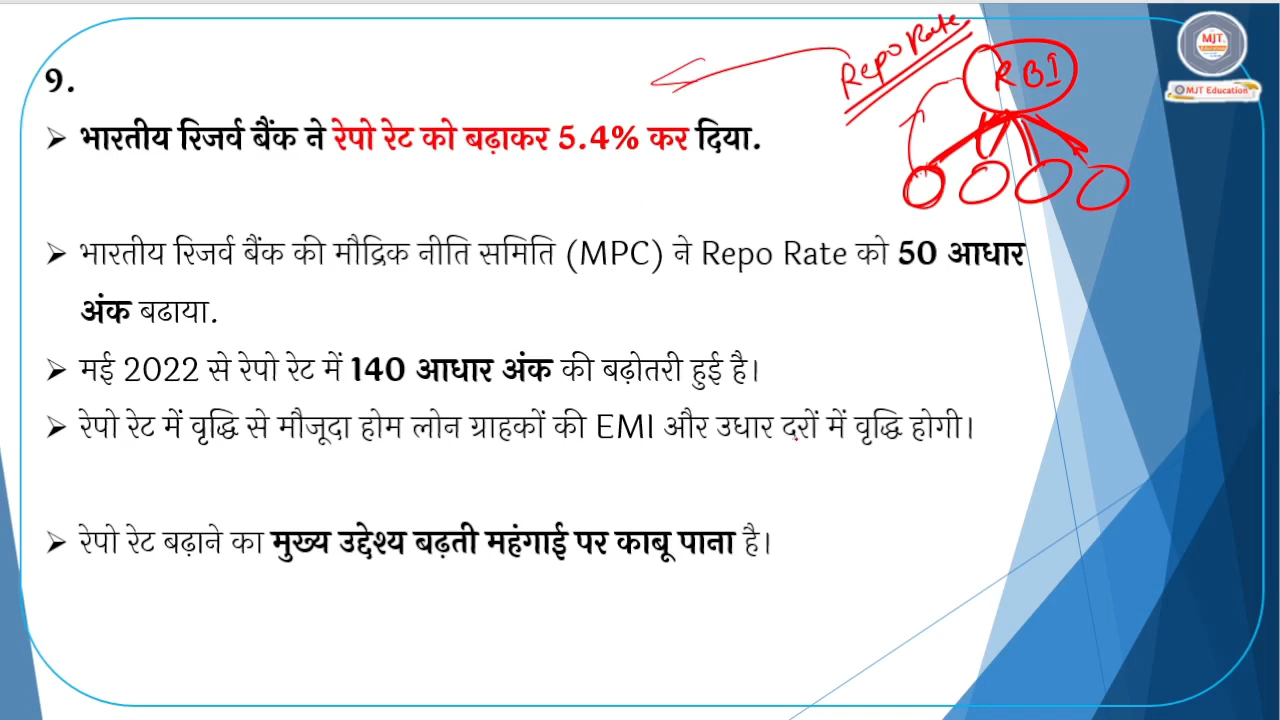 9.
भारतीय रिजर्व बैंक ने रेपो रेट को बढ़ाकर 5.4% कर दिया.
Repo Rate
RBI
MJT.
MJT Education
भारतीय रिजर्व बैंक की मौद्रिक नीति समिति (MPC) ने Repo Rate को 50 आधार
अंक बढाया.
मई 2022 से रेपो रेट में 140 आधार अंक की बढ़ोतरी हुई है।
रेपो रेट में वृद्धि से मौजूदा होम लोन ग्राहकों की EMI और उधार दरों में वृद्धि होगी।
रेपो रेट बढ़ाने का मुख्य उद्देश्य बढ़ती महंगाई पर काबू पाना है।